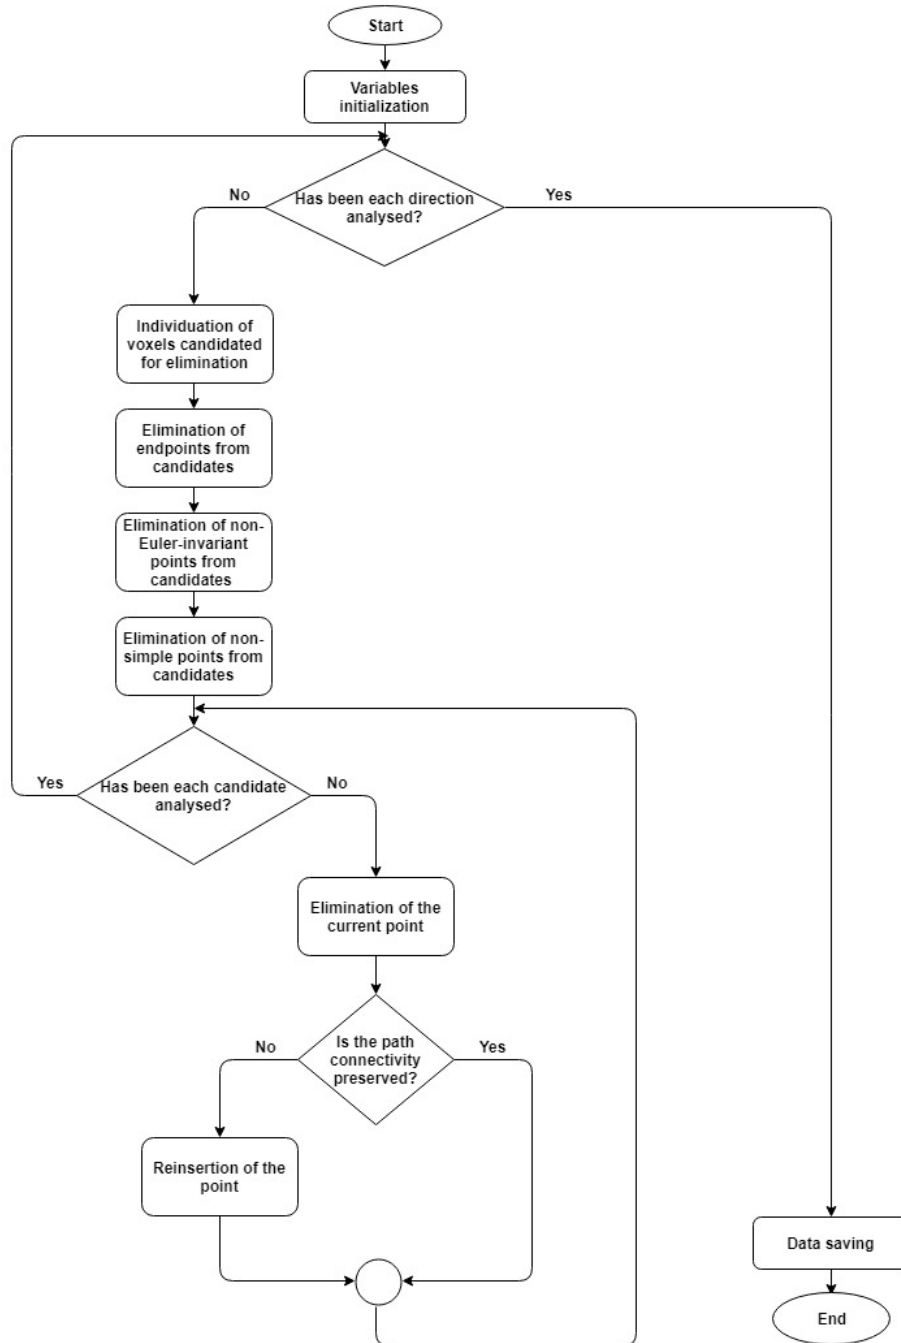 Start
Variables
initialization
No
Has been each direction
analysed?
Yes
Individuation of
voxels candidated
for elimination
Elimination of
endpoints from
candidates
Elimination of non-
Euler-invariant
points from
candidates
Elimination of non-
simple points from
candidates
Yes
Has been each candidate
analysed?
No
Elimination of the
current point
No
Is the path
connectivity
preserved?
Yes
Reinsertion of the
point
Data saving
End